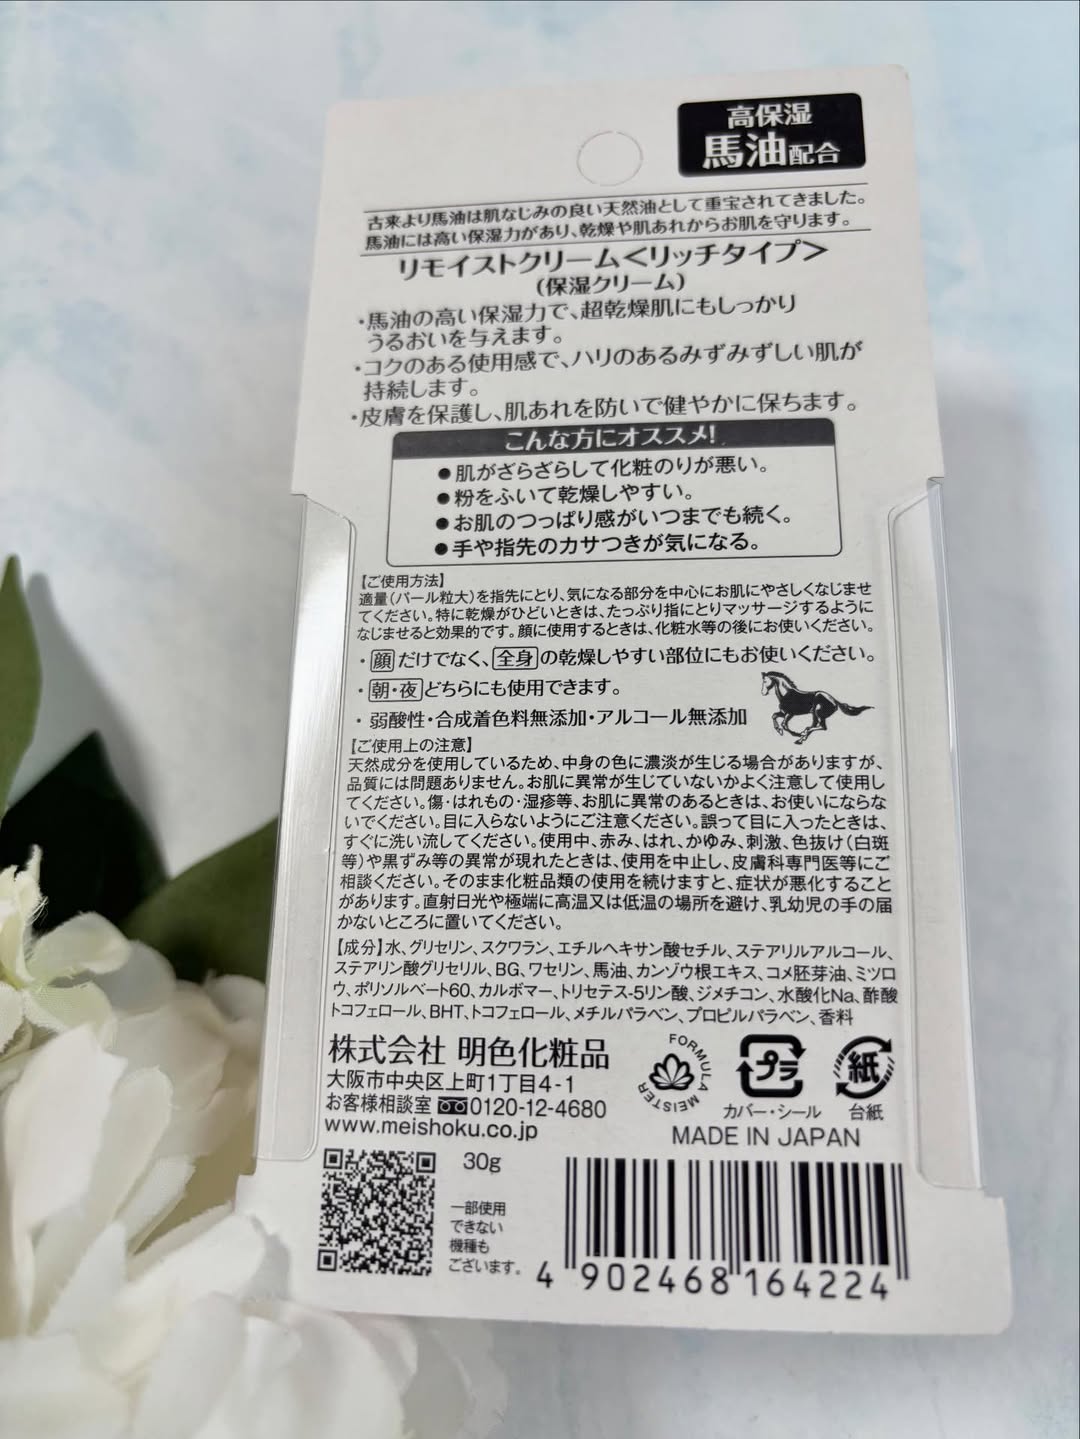 高保湿
馬油配合
古来より馬油は肌なじみの良い天然油として重宝されてきました。
馬油には高い保湿力があり、乾燥や肌あれからお肌を守ります。
リモイストクリーム<リッチタイプ>
(保湿クリーム)
・馬油の高い保湿力で、超乾燥肌にもしっかり
うるおいを与えます。
・コクのある使用感で、ハリのあるみずみずしい肌が
持続します。
・皮膚を保護し、肌あれを防いで健やかに保ちます。
こんな方にオススメ!
●肌がざらざらして化粧のりが悪い。
●粉をふいて乾燥しやすい。
●お肌のつっぱり感がいつまでも続く。
●手や指先のカサつきが気になる。
【ご使用方法】
適量(パール粒大)を指先にとり、気になる部分を中心にお肌にやさしくなじませ
てください。特に乾燥がひどいときは、たっぷり指にとりマッサージするように
なじませると効果的です。顔に使用するときは、化粧水等の後にお使いください。
・顔だけでなく、全身の乾燥しやすい部位にもお使いください。
・朝・夜どちらにも使用できます。
・弱酸性・合成着色料無添加・アルコール無添加
【ご使用上の注意】
天然成分を使用しているため、中身の色に濃淡が生じる場合がありますが、
品質には問題ありません。お肌に異常が生じていないかよく注意して使用し
てください。傷・はれもの・湿疹等、お肌に異常のあるときは、お使いにならな
いでください。目に入らないようにご注意ください。誤って目に入ったときは、
すぐに洗い流してください。使用中、赤み、はれ、かゆみ、刺激、色抜け(白斑
等)や黒ずみ等の異常が現れたときは、使用を中止し、皮膚科専門医等にご
相談ください。そのまま化粧品類の使用を続けますと、症状が悪化すること
があります。直射日光や極端に高温又は低温の場所を避け、乳幼児の手の届
かないところに置いてください。
【成分】水、グリセリン、スクワラン、エチルヘキサン酸セチル、ステアリルアルコール、
ステアリン酸グリセリル、BG、ワセリン、馬油、カンゾウ根エキス、コメ胚芽油、ミツロ
ウ、ポリソルベート60、カルボマー、トリセテス-5リン酸、ジメチコン、水酸化Na、酢酸
トコフェロール、BHT、トコフェロール、メチルパラベン、プロピルパラベン、香料
株式会社 明色化粧品
大阪市中央区上町1丁目4-1
お客様相談室 0120-12-4680
www.meishoku.co.jp
FORMULA MEISTER
プラ
カバー・シール
紙
台紙
MADE IN JAPAN
30g
一部使用
できない
機種も
ございます。
4 902468 164224